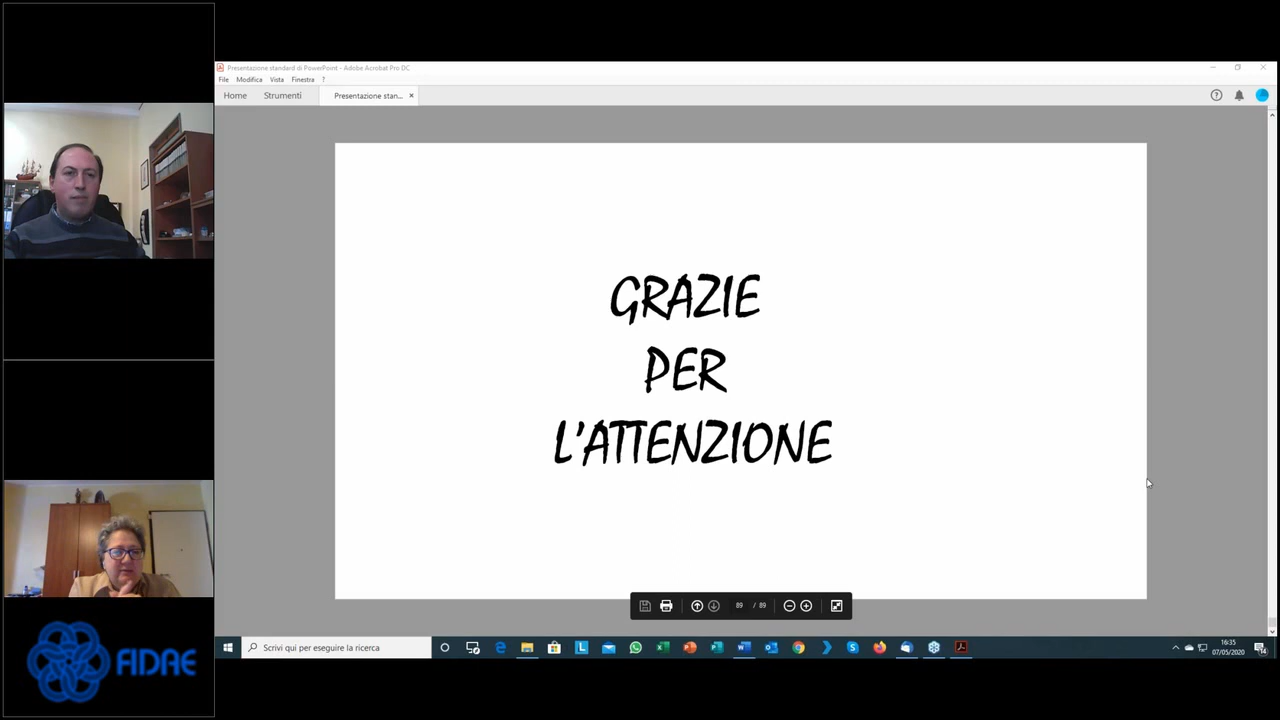 Presentazione standard di PowerPoint - Adobe Acrobat Pro DC
File Modifica Vista Finestra ?
Home Strumenti Presentazione stan... ×
GRAZIE
PER
L'ATTENZIONE
89 / 89
Scrivi qui per eseguire la ricerca
16:35
07/05/2020
FIDAE